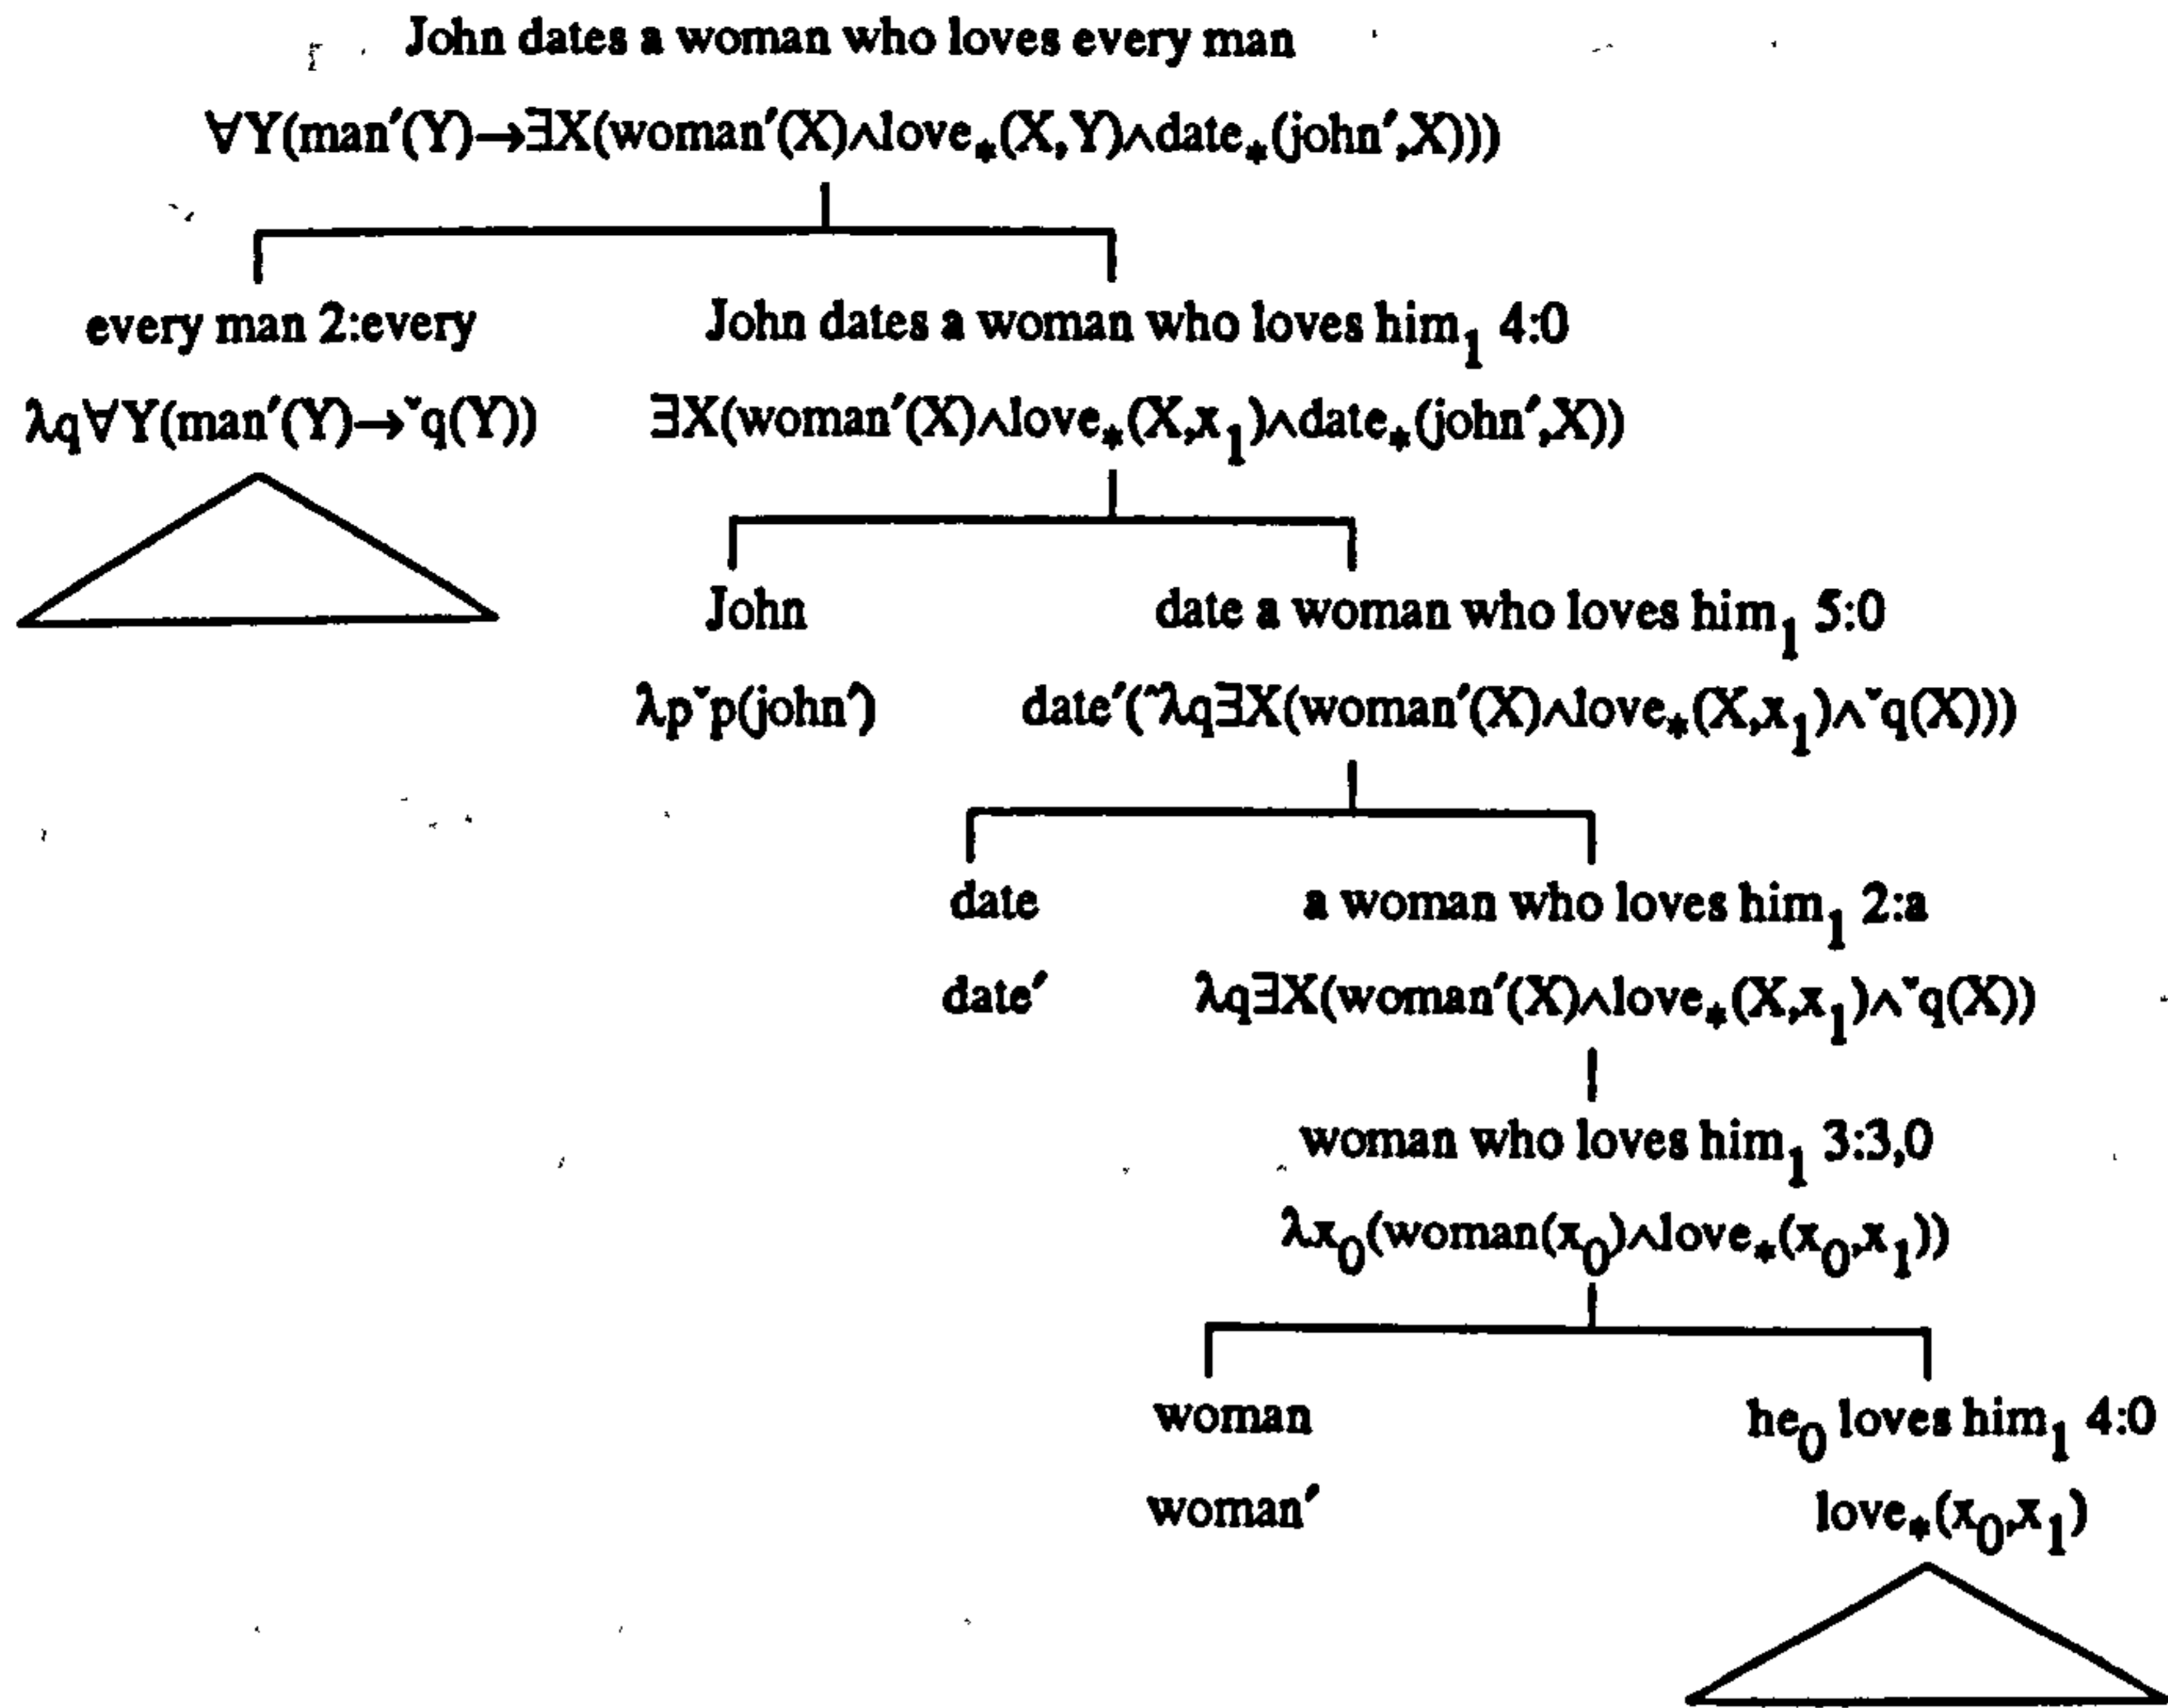 John dates a woman who loves every man
∀Y(man′(Y)→∃X(woman′(X)∧love⁎(X,Y)∧date⁎(john′,X)))
every man 2:every John dates a woman who loves him₁ 4:0
λq∀Y(man′(Y)→ˇq(Y)) ∃X(woman′(X)∧love⁎(X,x₁)∧date⁎(john′,X))
John date a woman who loves him₁ 5:0
λpˇp(john′) date′(ˆλq∃X(woman′(X)∧love⁎(X,x₁)∧ˇq(X)))
date a woman who loves him₁ 2:a
date′ λq∃X(woman′(X)∧love⁎(X,x₁)∧ˇq(X))
woman who loves him₁ 3:3,0
λx₀(woman(x₀)∧love⁎(x₀,x₁))
woman he₀ loves him₁ 4:0
woman′ love⁎(x₀,x₁)